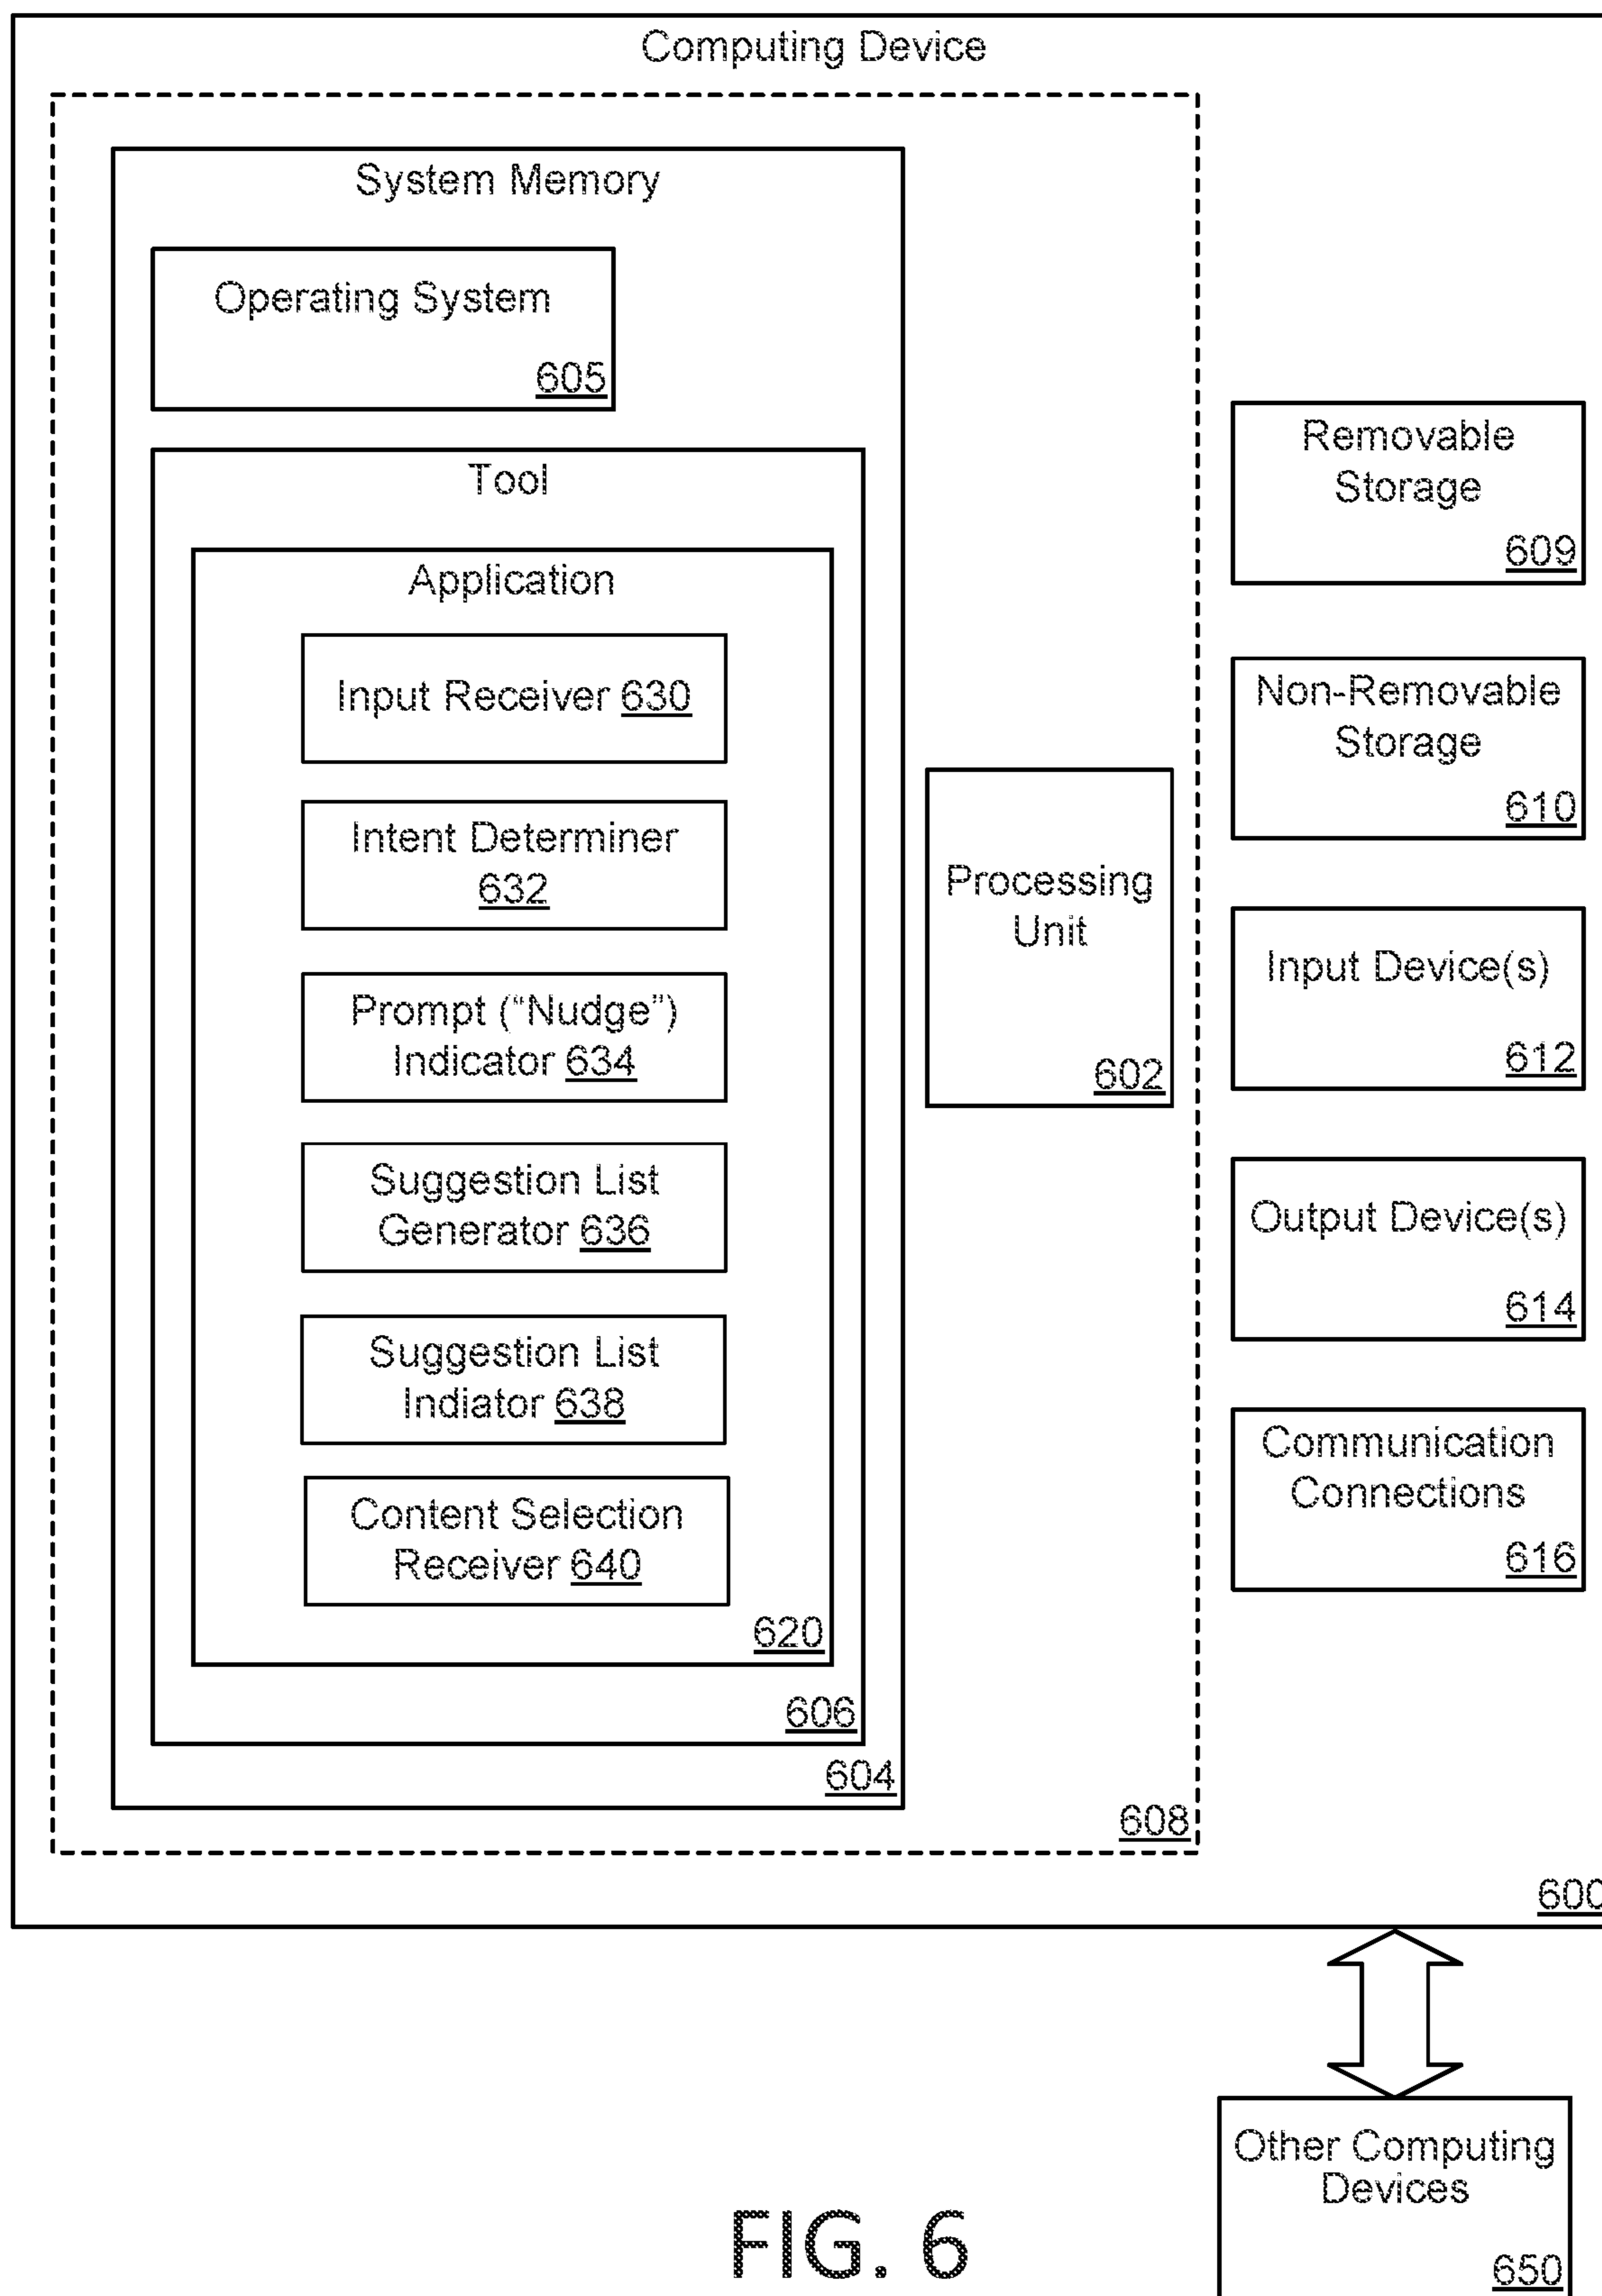 Computing Device
System Memory
Operating System
605
Tool
Application
Input Receiver 630
Intent Determiner
632
Prompt (“Nudge”)
Indicator 634
Suggestion List
Generator 636
Suggestion List
Indiator 638
Content Selection
Receiver 640
620
606
604
Processing
Unit
602
608
Removable
Storage
609
Non-Removable
Storage
610
Input Device(s)
612
Output Device(s)
614
Communication
Connections
616
600
Other Computing
Devices
650
FIG. 6